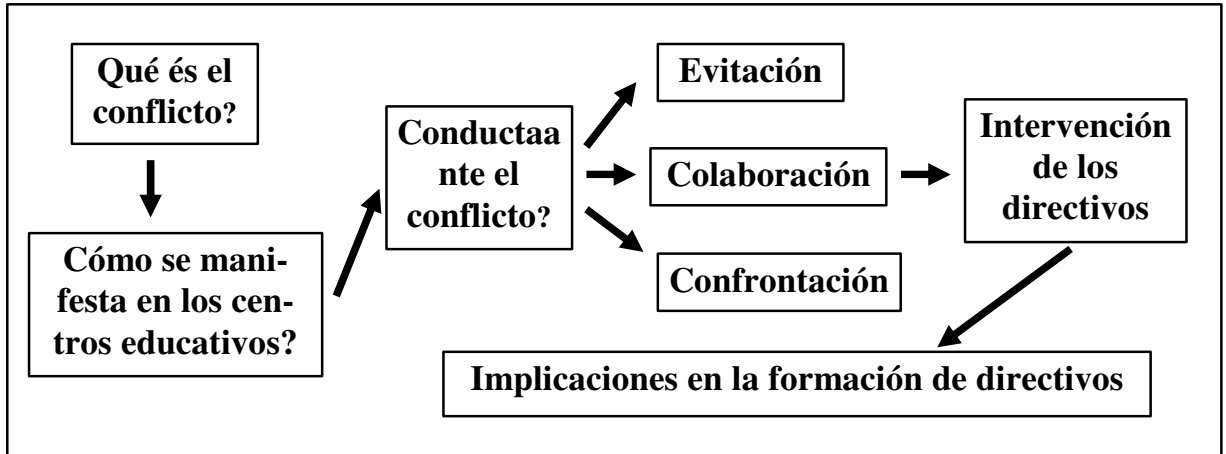 Qué és el
conflicto?
Cómo se mani-
festa en los cen-
tros educativos?
Conductaa
nte el
conflicto?
Evitación
Colaboración
Confrontación
Intervención
de los
directivos
Implicaciones en la formación de directivos